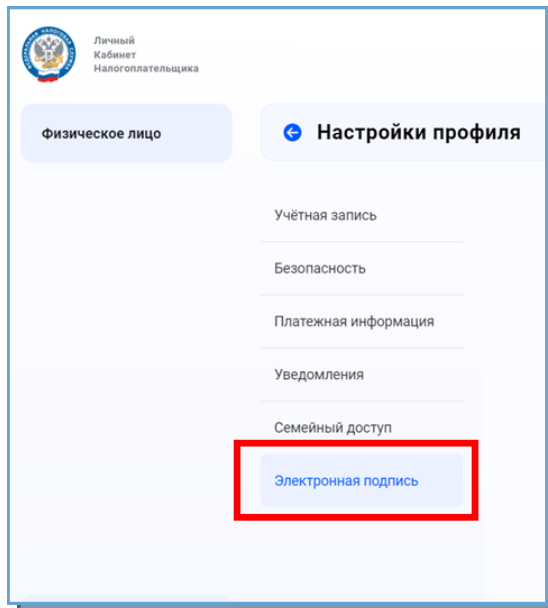 Личный
Кабинет
Налогоплательщика
Физическое лицо
Настройки профиля
Учётная запись
Безопасность
Платежная информация
Уведомления
Семейный доступ
Электронная подпись